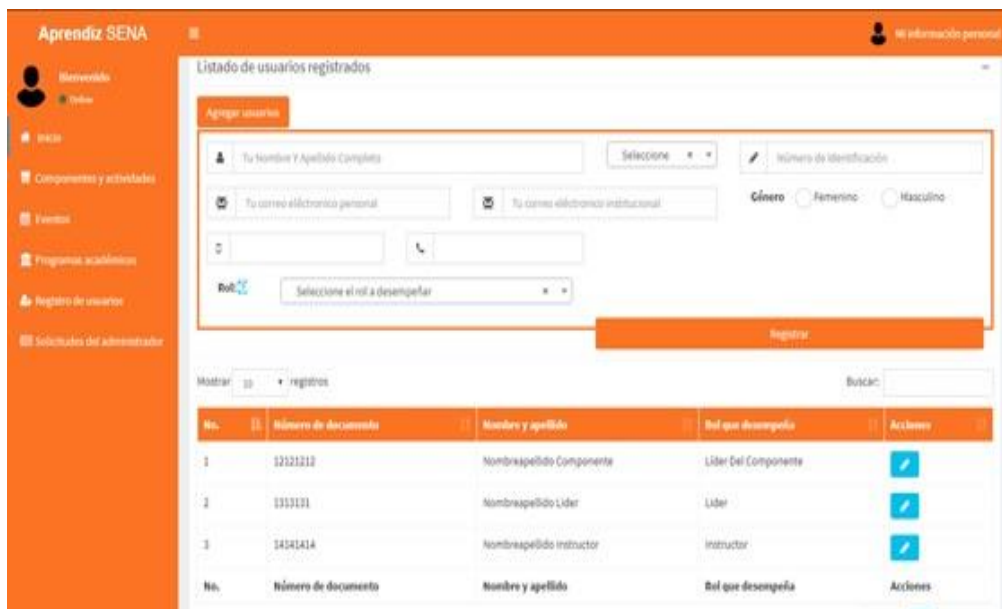 Aprendiz SENA
Mi información personal
Bienvenido
Online
Inicio
Componentes y actividades
Eventos
Programas académicos
Registro de usuarios
Solicitudes del administrador
Listado de usuarios registrados
Agregar usuarios
Tu Nombre Y Apellido Completo
Seleccione × ▾
Número de Identificación
Tu correo eléctronico personal
Tu correo eléctronico institucional
Género Femenino Masculino
Rol:
Seleccione el rol a desempeñar × ▾
Registrar
Mostrar 10 registros
Buscar:
No. Número de documento Nombre y apellido Rol que desempeña Acciones
1 12121212 Nombreapellido Componente Líder Del Componente
2 1313131 Nombreapellido Lider Lider
3 14141414 Nombreapellido Instructor Instructor
No. Número de documento Nombre y apellido Rol que desempeña Acciones